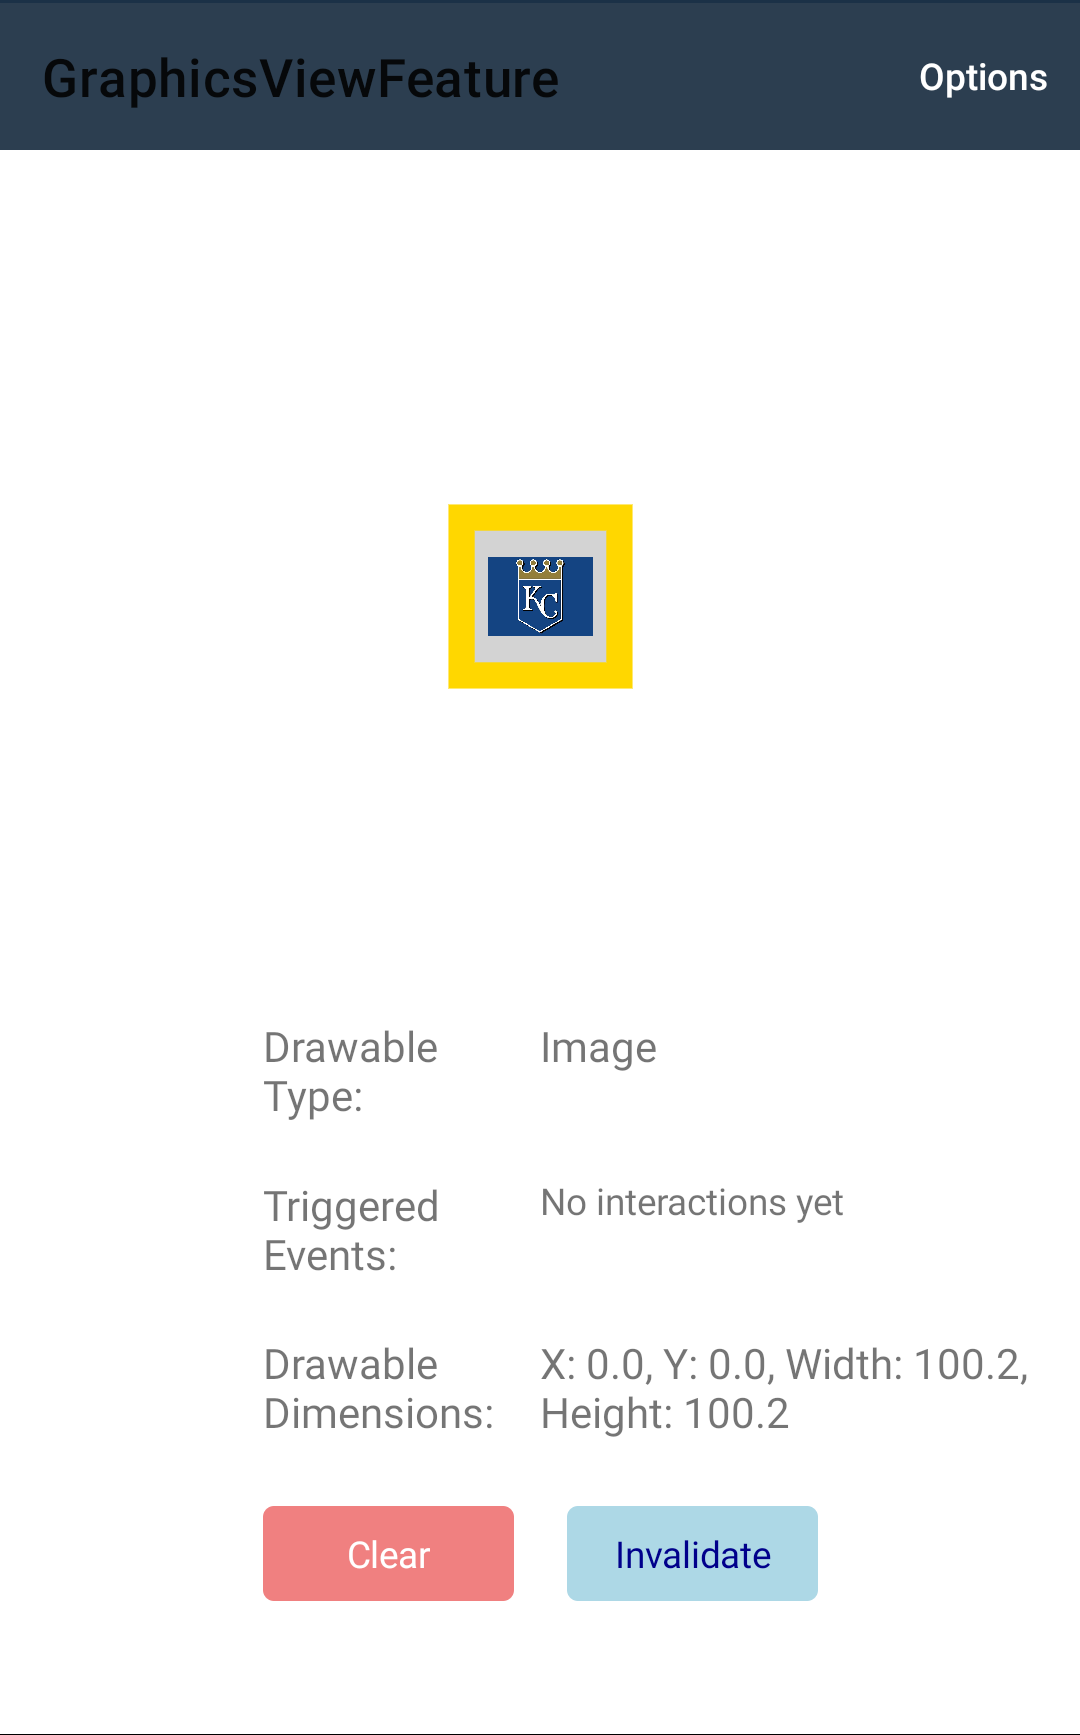 GraphicsViewFeature
Options
KC
Drawable
Type:
Image
Triggered
Events:
No interactions yet
Drawable
Dimensions:
X: 0.0, Y: 0.0, Width: 100.2,
Height: 100.2
Clear
Invalidate